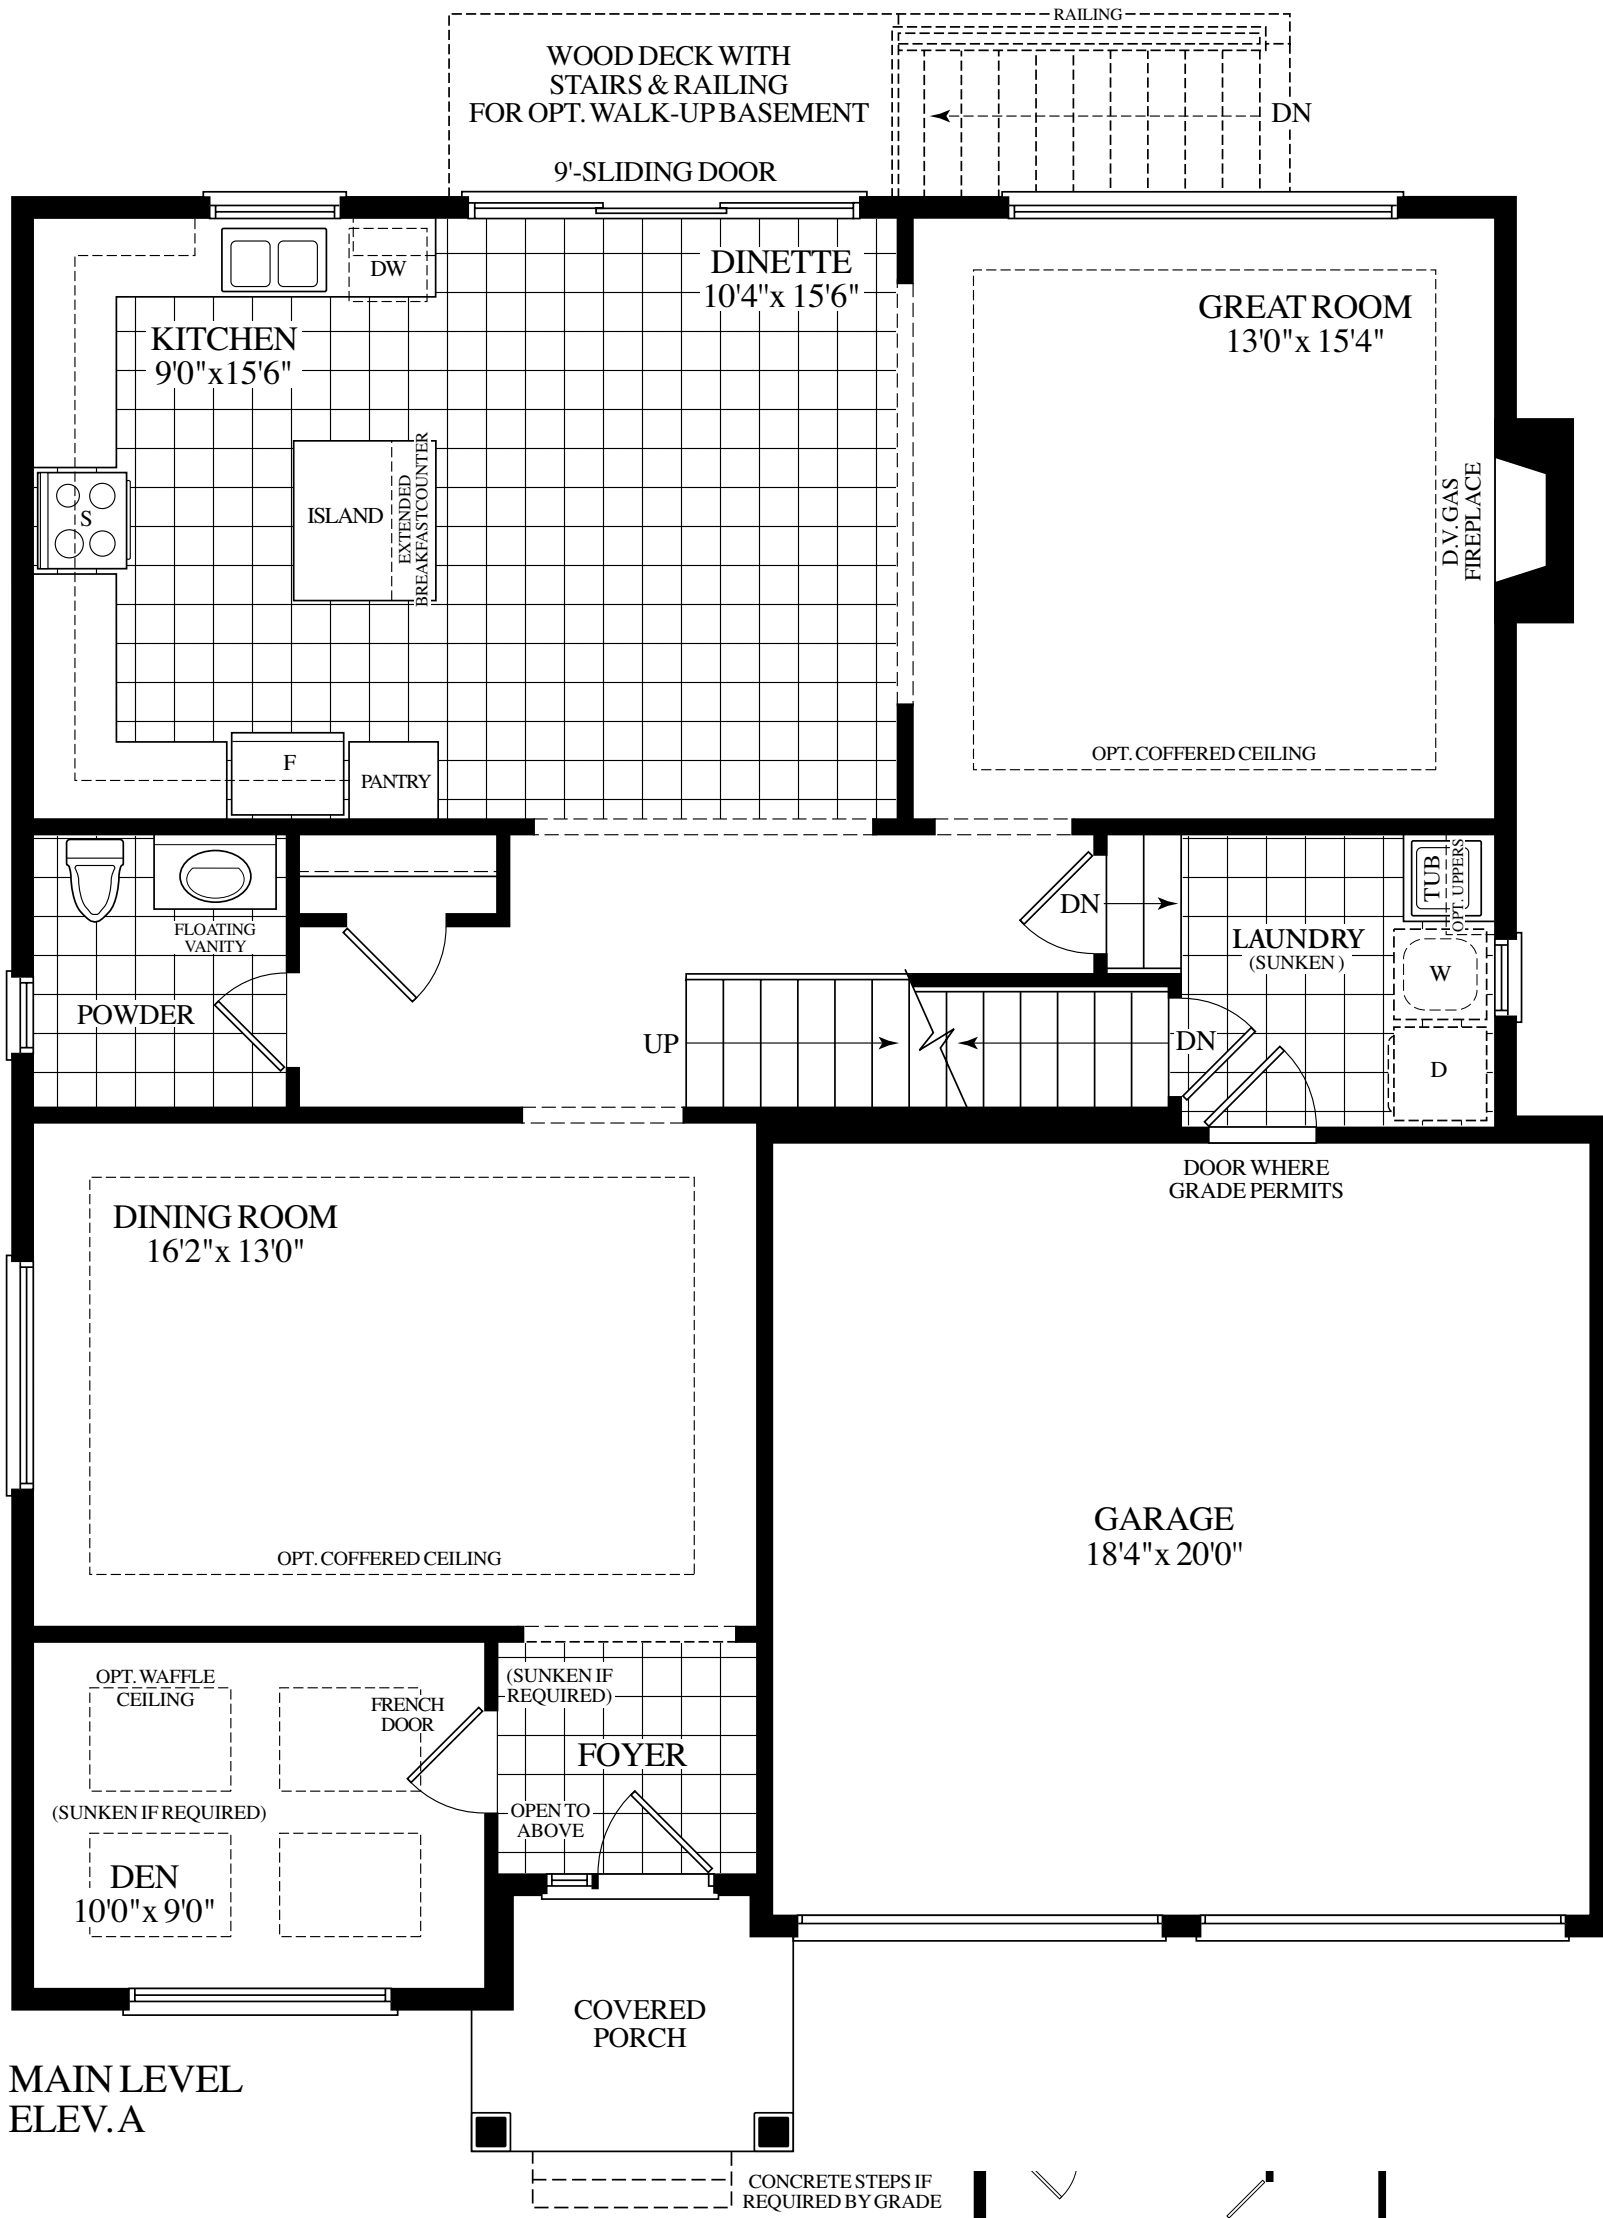 RAILING
WOOD DECK WITH
STAIRS & RAILING
FOR OPT. WALK-UP BASEMENT
DN
9'-SLIDING DOOR
DW
DINETTE
10'4" x 15'6"
GREAT ROOM
13'0" x 15'4"
KITCHEN
9'0" x 15'6"
S
ISLAND
EXTENDED
BREAKFAST COUNTER
D.V. GAS
FIREPLACE
F
PANTRY
OPT. COFFERED CEILING
TUB
OPT. UPPERS
DN
FLOATING
VANITY
LAUNDRY
(SUNKEN)
W
POWDER
UP
DN
D
DOOR WHERE
GRADE PERMITS
DINING ROOM
16'2" x 13'0"
GARAGE
18'4" x 20'0"
OPT. COFFERED CEILING
OPT. WAFFLE
CEILING
FRENCH
DOOR
(SUNKEN IF
REQUIRED)
FOYER
(SUNKEN IF REQUIRED)
OPEN TO
ABOVE
DEN
10'0" x 9'0"
COVERED
PORCH
MAIN LEVEL
ELEV. A
CONCRETE STEPS IF
REQUIRED BY GRADE